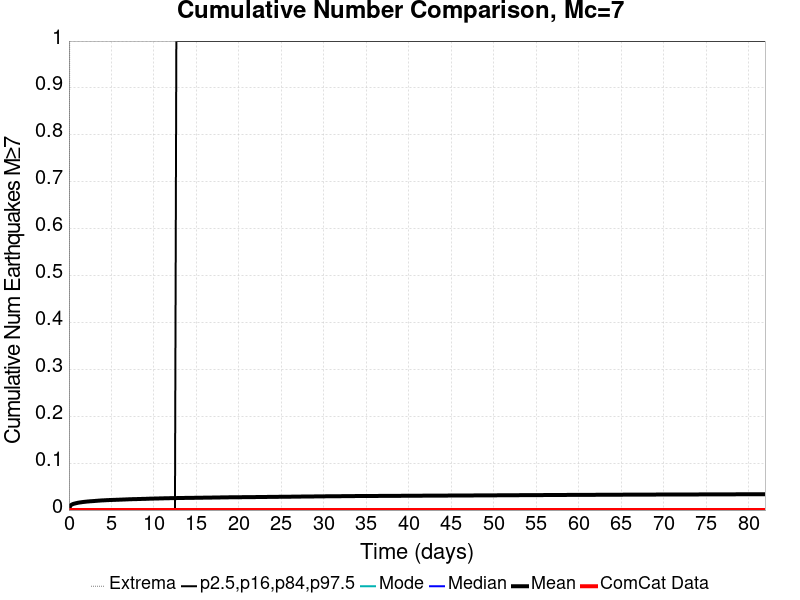 Cumulative Number Comparison, Mc=7
Cumulative Num Earthquakes M≥7
1
0.9
0.8
0.7
0.6
0.5
0.4
0.3
0.2
0.1
0
0 5 10 15 20 25 30 35 40 45 50 55 60 65 70 75 80
Time (days)
Extrema p2.5,p16,p84,p97.5 Mode Median Mean ComCat Data